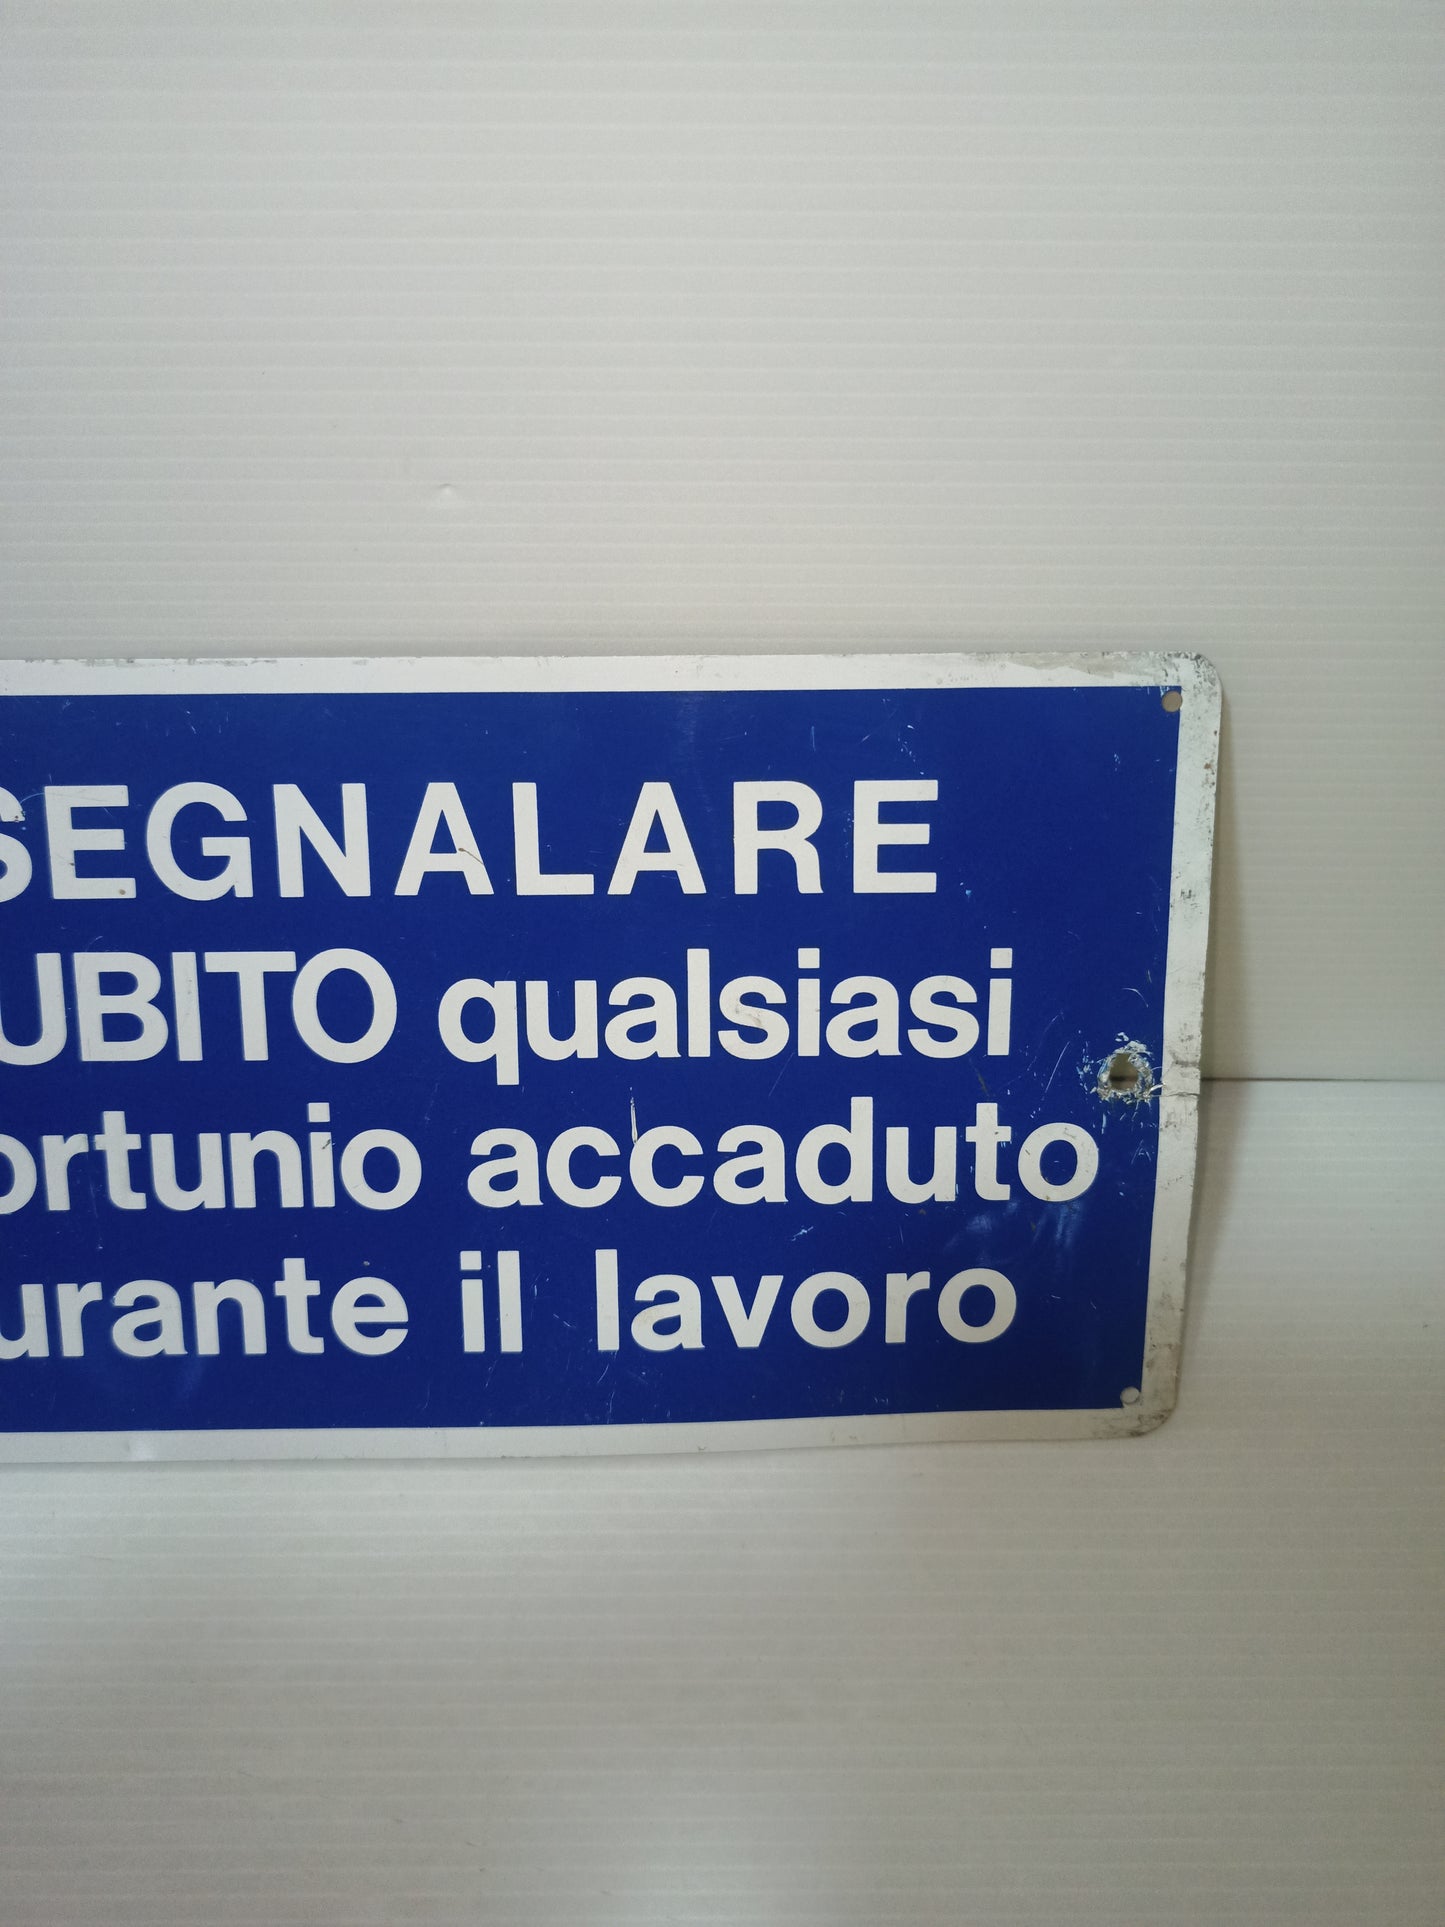 SEGNALARE
UBITO qualsiasi
ortunio accaduto
urante il lavoro